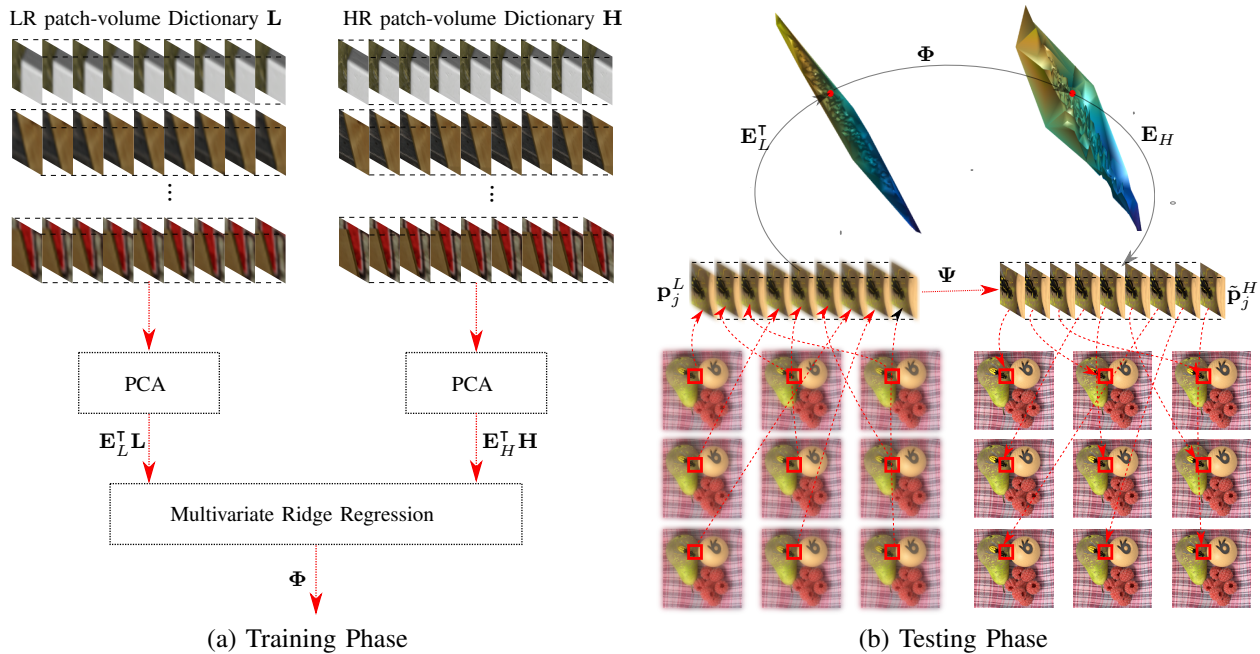 LR patch-volume Dictionary L
HR patch-volume Dictionary H
⋮
⋮
PCA
PCA
E_L^⊺L
E_H^⊺H
Multivariate Ridge Regression
Φ
(a) Training Phase
Φ
E_L^⊺
E_H
p_j^L
Ψ
p̃_j^H
(b) Testing Phase